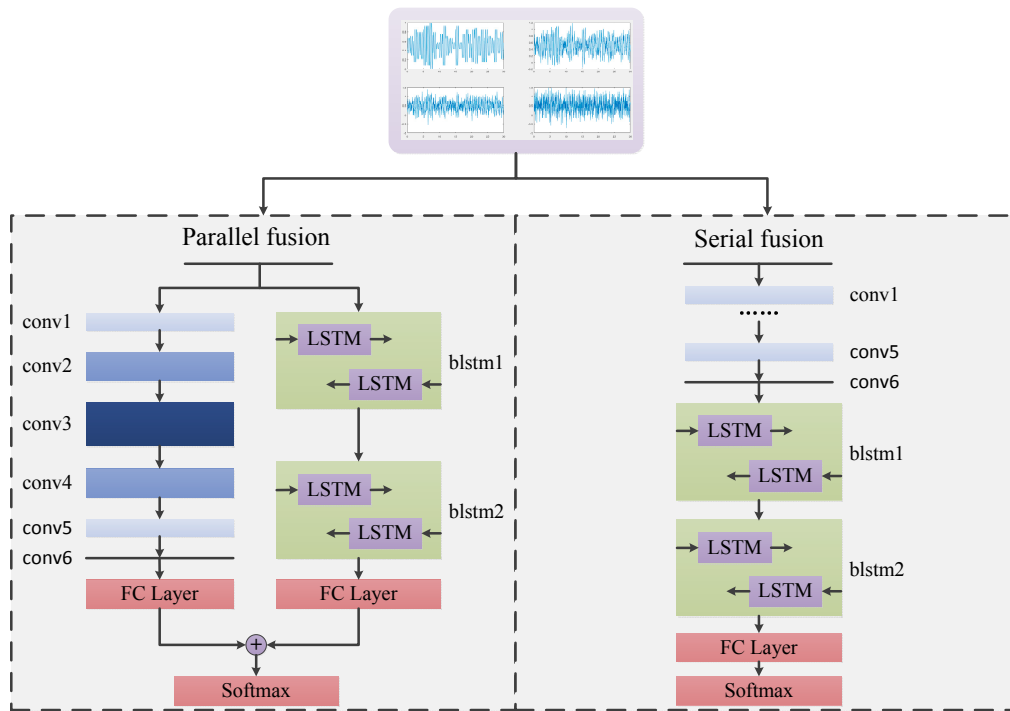 Parallel fusion
conv1
conv2
conv3
conv4
conv5
conv6
FC Layer
LSTM
LSTM
blstm1
LSTM
LSTM
blstm2
FC Layer
+
Softmax
Serial fusion
conv1
......
conv5
conv6
LSTM
LSTM
blstm1
LSTM
LSTM
blstm2
FC Layer
Softmax